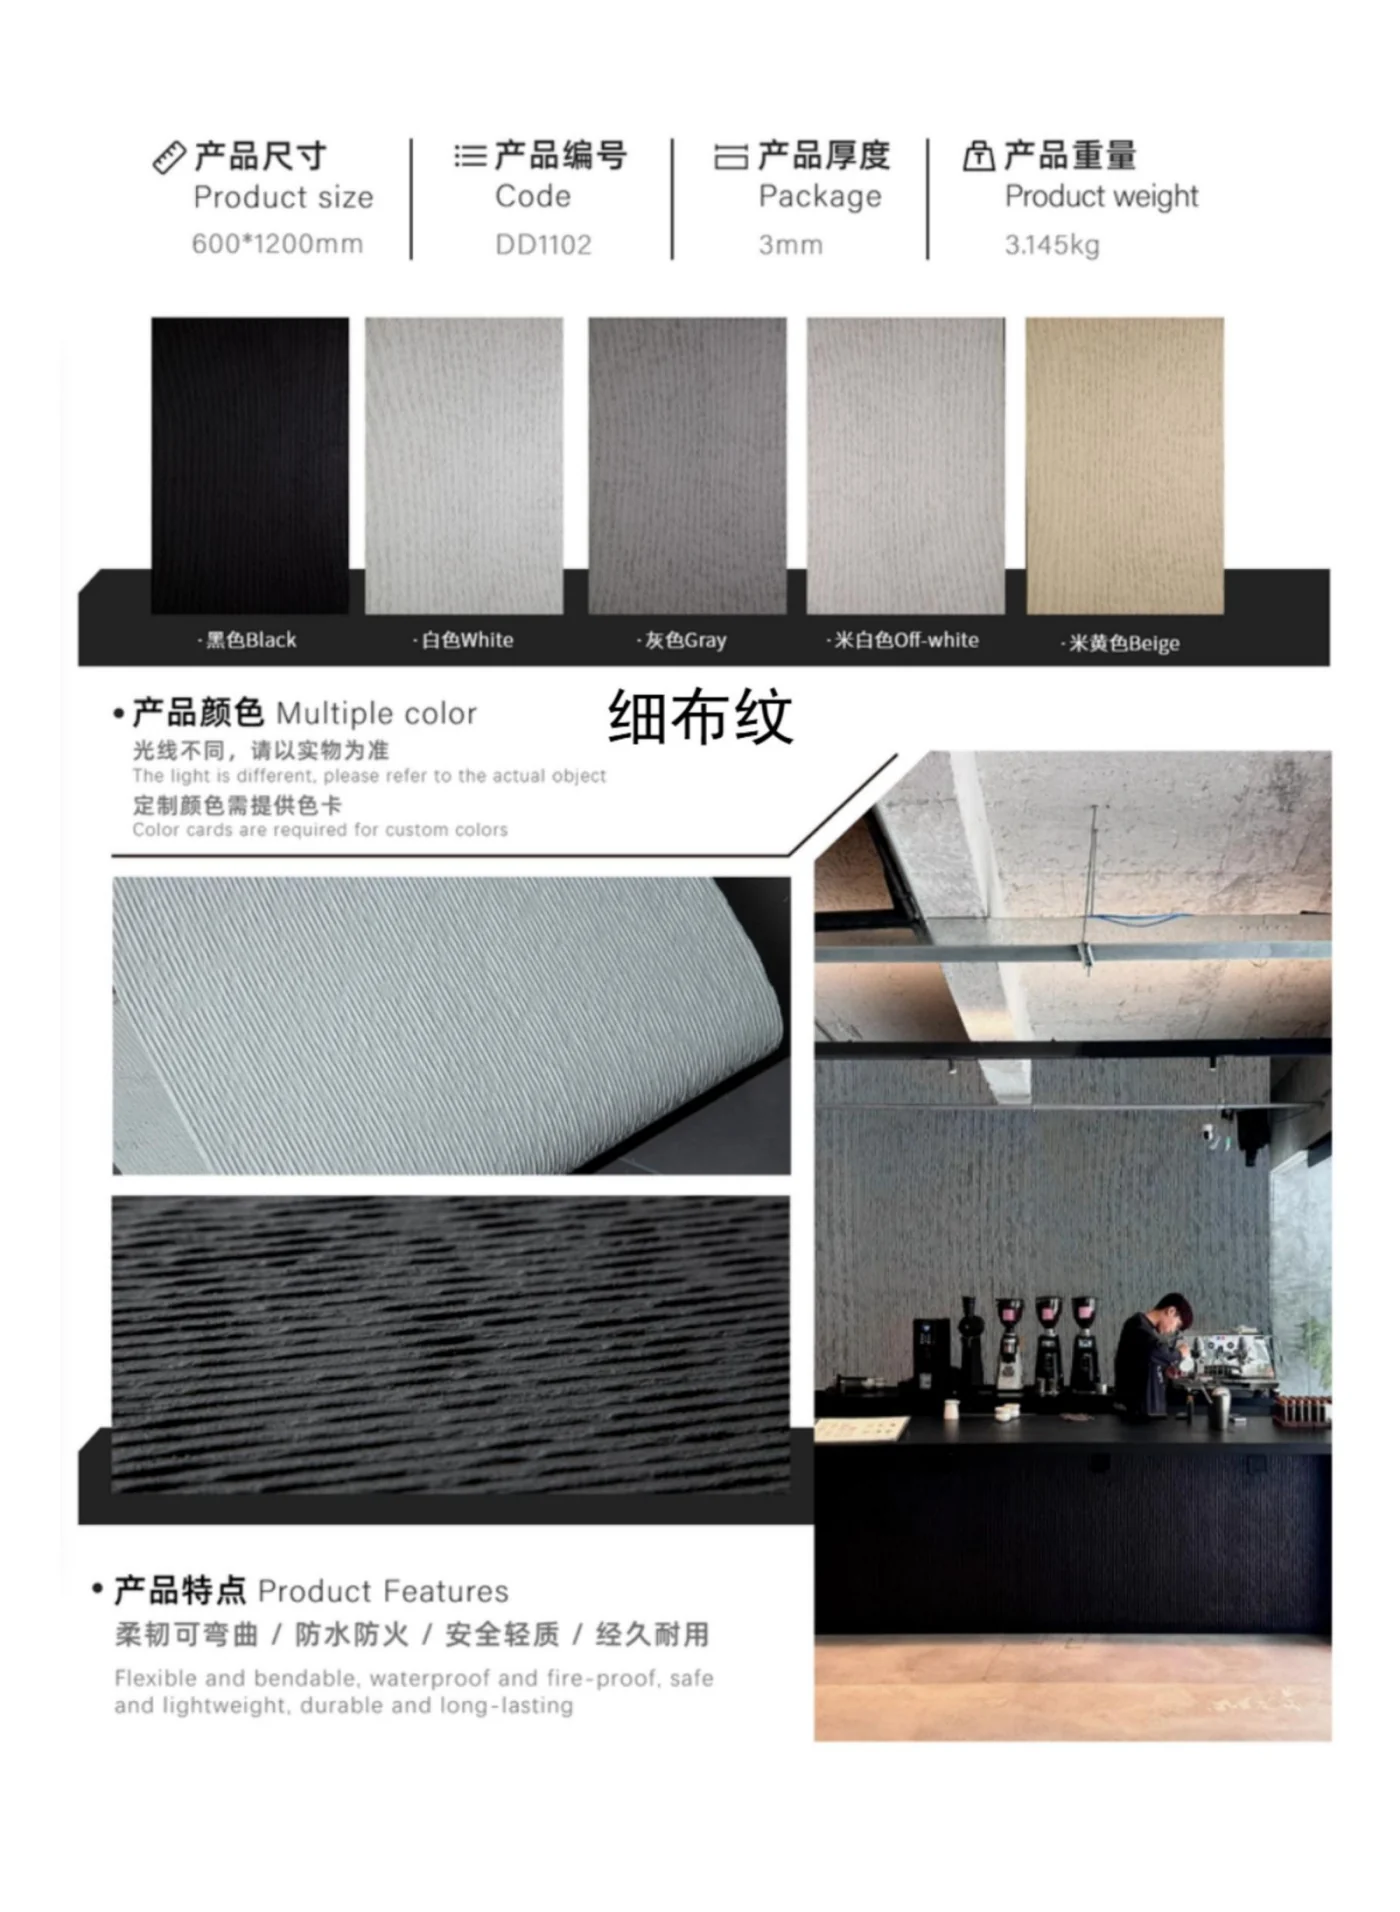 产品尺寸
Product size
600*1200mm
产品编号
Code
DD1102
产品厚度
Package
3mm
产品重量
Product weight
3.145kg
·黑色Black
·白色White
·灰色Gray
·米白色Off-white
·米黄色Beige
•产品颜色 Multiple color
细布纹
光线不同，请以实物为准
The light is different, please refer to the actual object
定制颜色需提供色卡
Color cards are required for custom colors
•产品特点 Product Features
柔韧可弯曲 / 防水防火 / 安全轻质 / 经久耐用
Flexible and bendable, waterproof and fire-proof, safe
and lightweight, durable and long-lasting